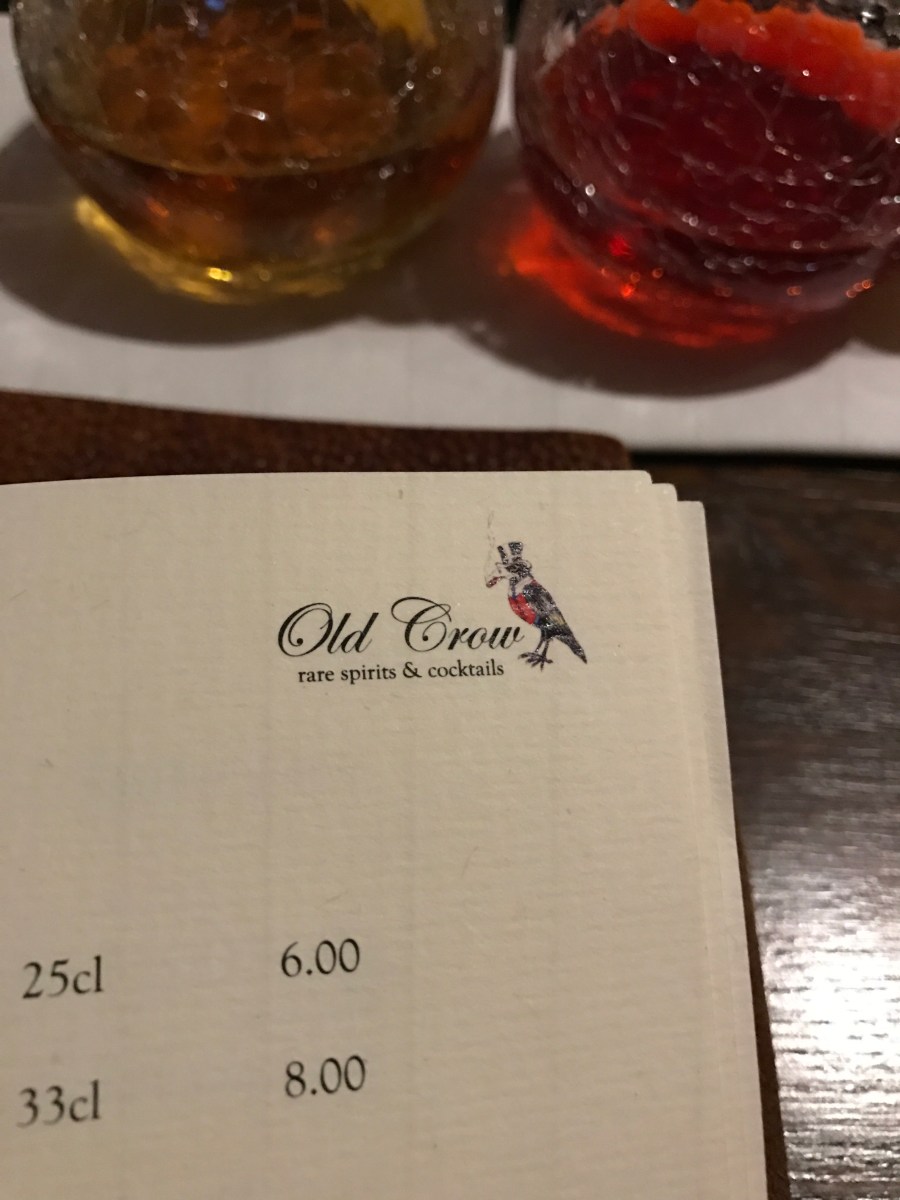 Old Crow
rare spirits & cocktails
25cl 6.00
33cl 8.00